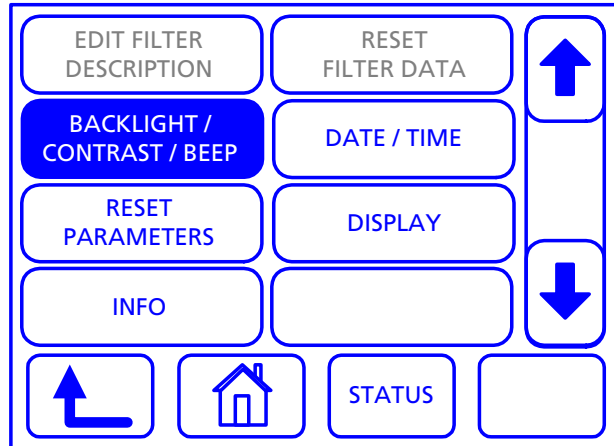 EDIT FILTER
DESCRIPTION
RESET
FILTER DATA
BACKLIGHT /
CONTRAST / BEEP
DATE / TIME
RESET
PARAMETERS
DISPLAY
INFO
STATUS